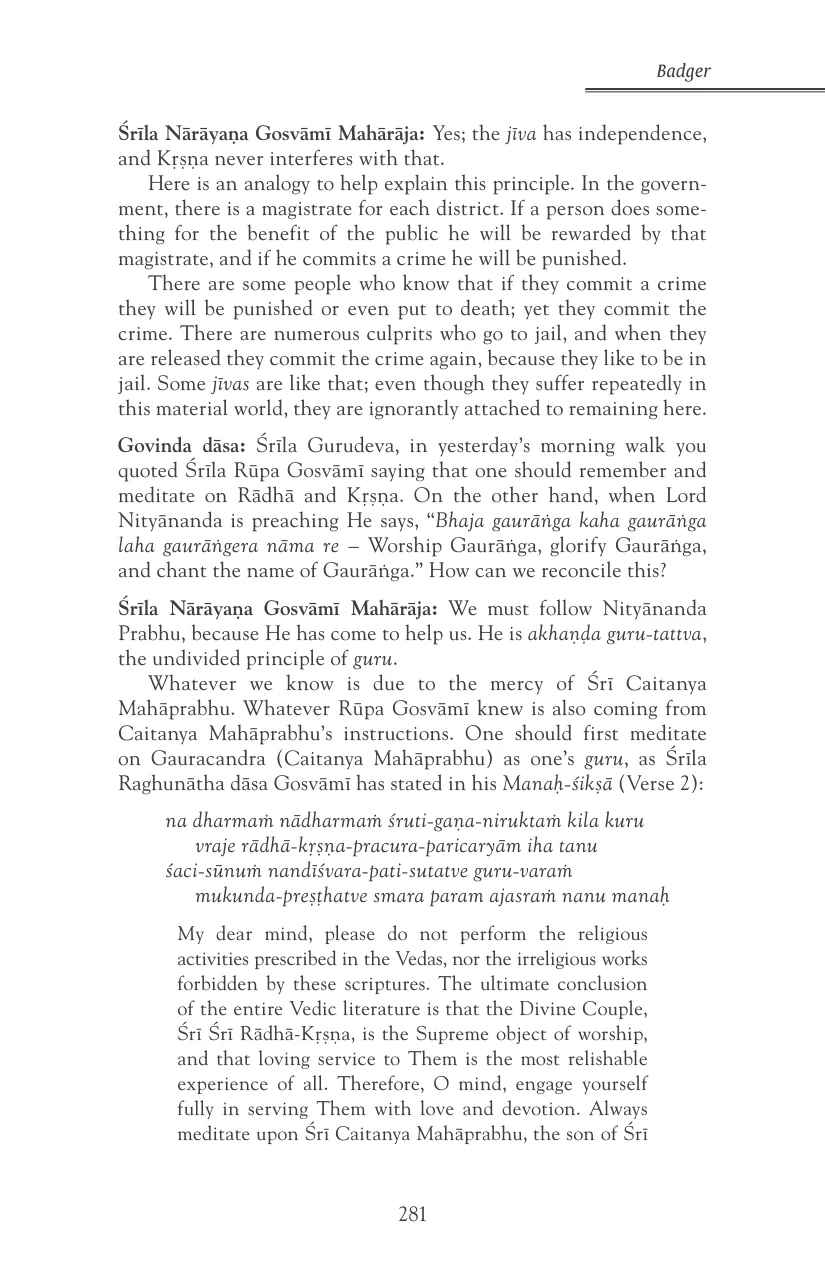 Badger
Śrīla Nārāyaṇa Gosvāmī Mahārāja: Yes; the jīva has independence,
and Kṛṣṇa never interferes with that.
Here is an analogy to help explain this principle. In the govern-
ment, there is a magistrate for each district. If a person does some-
thing for the benefit of the public he will be rewarded by that
magistrate, and if he commits a crime he will be punished.
There are some people who know that if they commit a crime
they will be punished or even put to death; yet they commit the
crime. There are numerous culprits who go to jail, and when they
are released they commit the crime again, because they like to be in
jail. Some jīvas are like that; even though they suffer repeatedly in
this material world, they are ignorantly attached to remaining here.
Govinda dāsa: Śrīla Gurudeva, in yesterday's morning walk you
quoted Śrīla Rūpa Gosvāmī saying that one should remember and
meditate on Rādhā and Kṛṣṇa. On the other hand, when Lord
Nityānanda is preaching He says, “Bhaja gaurāṅga kaha gaurāṅga
laha gaurāṅgera nāma re – Worship Gaurāṅga, glorify Gaurāṅga,
and chant the name of Gaurāṅga.” How can we reconcile this?
Śrīla Nārāyaṇa Gosvāmī Mahārāja: We must follow Nityānanda
Prabhu, because He has come to help us. He is akhaṇḍa guru-tattva,
the undivided principle of guru.
Whatever we know is due to the mercy of Śrī Caitanya
Mahāprabhu. Whatever Rūpa Gosvāmī knew is also coming from
Caitanya Mahāprabhu's instructions. One should first meditate
on Gauracandra (Caitanya Mahāprabhu) as one's guru, as Śrīla
Raghunātha dāsa Gosvāmī has stated in his Manaḥ-śikṣā (Verse 2):
na dharmaṁ nādharmaṁ śruti-gaṇa-niruktaṁ kila kuru
vraje rādhā-kṛṣṇa-pracura-paricaryām iha tanu
śaci-sūnuṁ nandīśvara-pati-sutatve guru-varaṁ
mukunda-preṣṭhatve smara param ajasraṁ nanu manaḥ
My dear mind, please do not perform the religious
activities prescribed in the Vedas, nor the irreligious works
forbidden by these scriptures. The ultimate conclusion
of the entire Vedic literature is that the Divine Couple,
Śrī Śrī Rādhā-Kṛṣṇa, is the Supreme object of worship,
and that loving service to Them is the most relishable
experience of all. Therefore, O mind, engage yourself
fully in serving Them with love and devotion. Always
meditate upon Śrī Caitanya Mahāprabhu, the son of Śrī
281